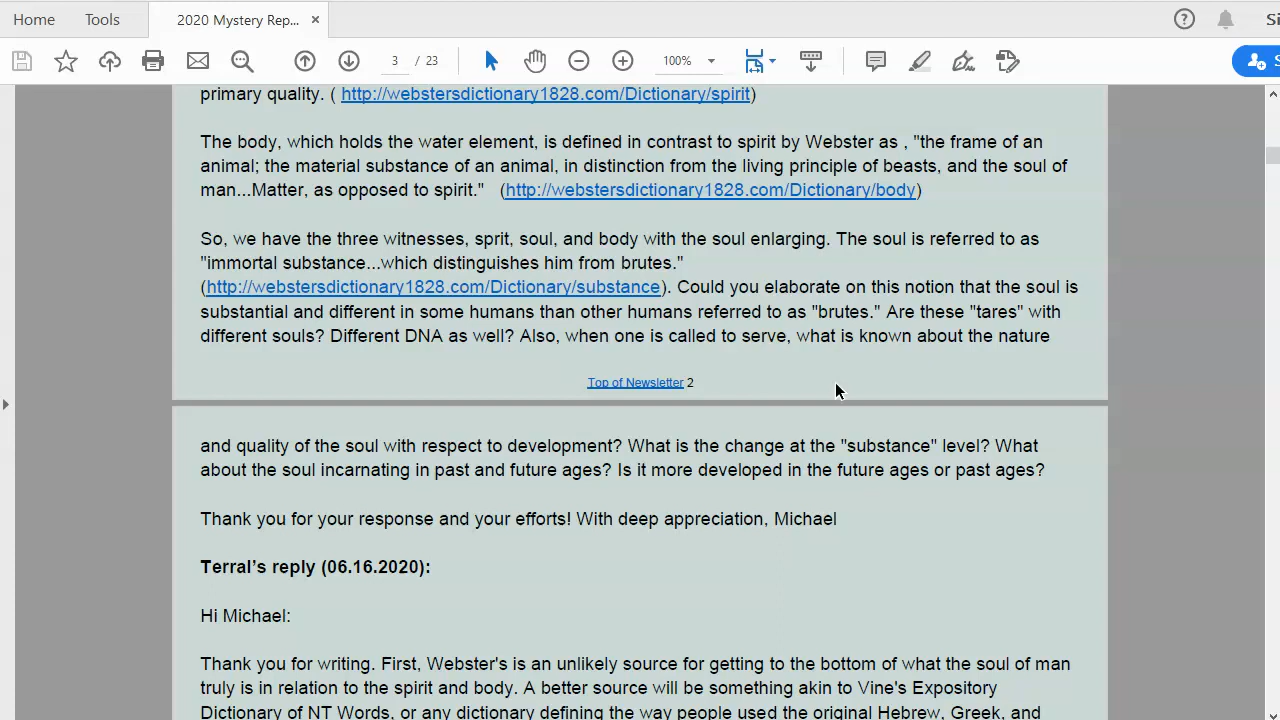 Home Tools 2020 Mystery Rep... × Si
3 / 23 100% S
primary quality. ( http://webstersdictionary1828.com/Dictionary/spirit)
The body, which holds the water element, is defined in contrast to spirit by Webster as , "the frame of an
animal; the material substance of an animal, in distinction from the living principle of beasts, and the soul of
man...Matter, as opposed to spirit." (http://webstersdictionary1828.com/Dictionary/body)
So, we have the three witnesses, sprit, soul, and body with the soul enlarging. The soul is referred to as
"immortal substance...which distinguishes him from brutes."
(http://webstersdictionary1828.com/Dictionary/substance). Could you elaborate on this notion that the soul is
substantial and different in some humans than other humans referred to as "brutes." Are these "tares" with
different souls? Different DNA as well? Also, when one is called to serve, what is known about the nature
Top of Newsletter 2
and quality of the soul with respect to development? What is the change at the "substance" level? What
about the soul incarnating in past and future ages? Is it more developed in the future ages or past ages?
Thank you for your response and your efforts! With deep appreciation, Michael
Terral's reply (06.16.2020):
Hi Michael:
Thank you for writing. First, Webster's is an unlikely source for getting to the bottom of what the soul of man
truly is in relation to the spirit and body. A better source will be something akin to Vine's Expository
Dictionary of NT Words, or any dictionary defining the way people used the original Hebrew, Greek, and